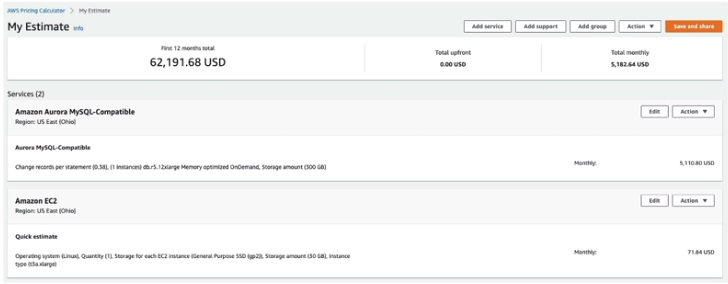 AWS Pricing Calculator > My Estimate
My Estimate Info
Add service
Add support
Add group
Action ▼
Save and share
First 12 months total
62,191.68 USD
Total upfront
0.00 USD
Total monthly
5,182.64 USD
Services (2)
Amazon Aurora MySQL-Compatible
Region: US East (Ohio)
Edit
Action ▼
Aurora MySQL-Compatible
Change records per statement (0.38), (1 Instances) db.r5.12xlarge Memory optimized OnDemand, Storage amount (500 GB)
Monthly:
5,110.80 USD
Amazon EC2
Region: US East (Ohio)
Edit
Action ▼
Quick estimate
Operating system (Linux), Quantity (1), Storage for each EC2 instance (General Purpose SSD (gp2)), Storage amount (30 GB), Instance
type (t3a.xlarge)
Monthly:
71.84 USD